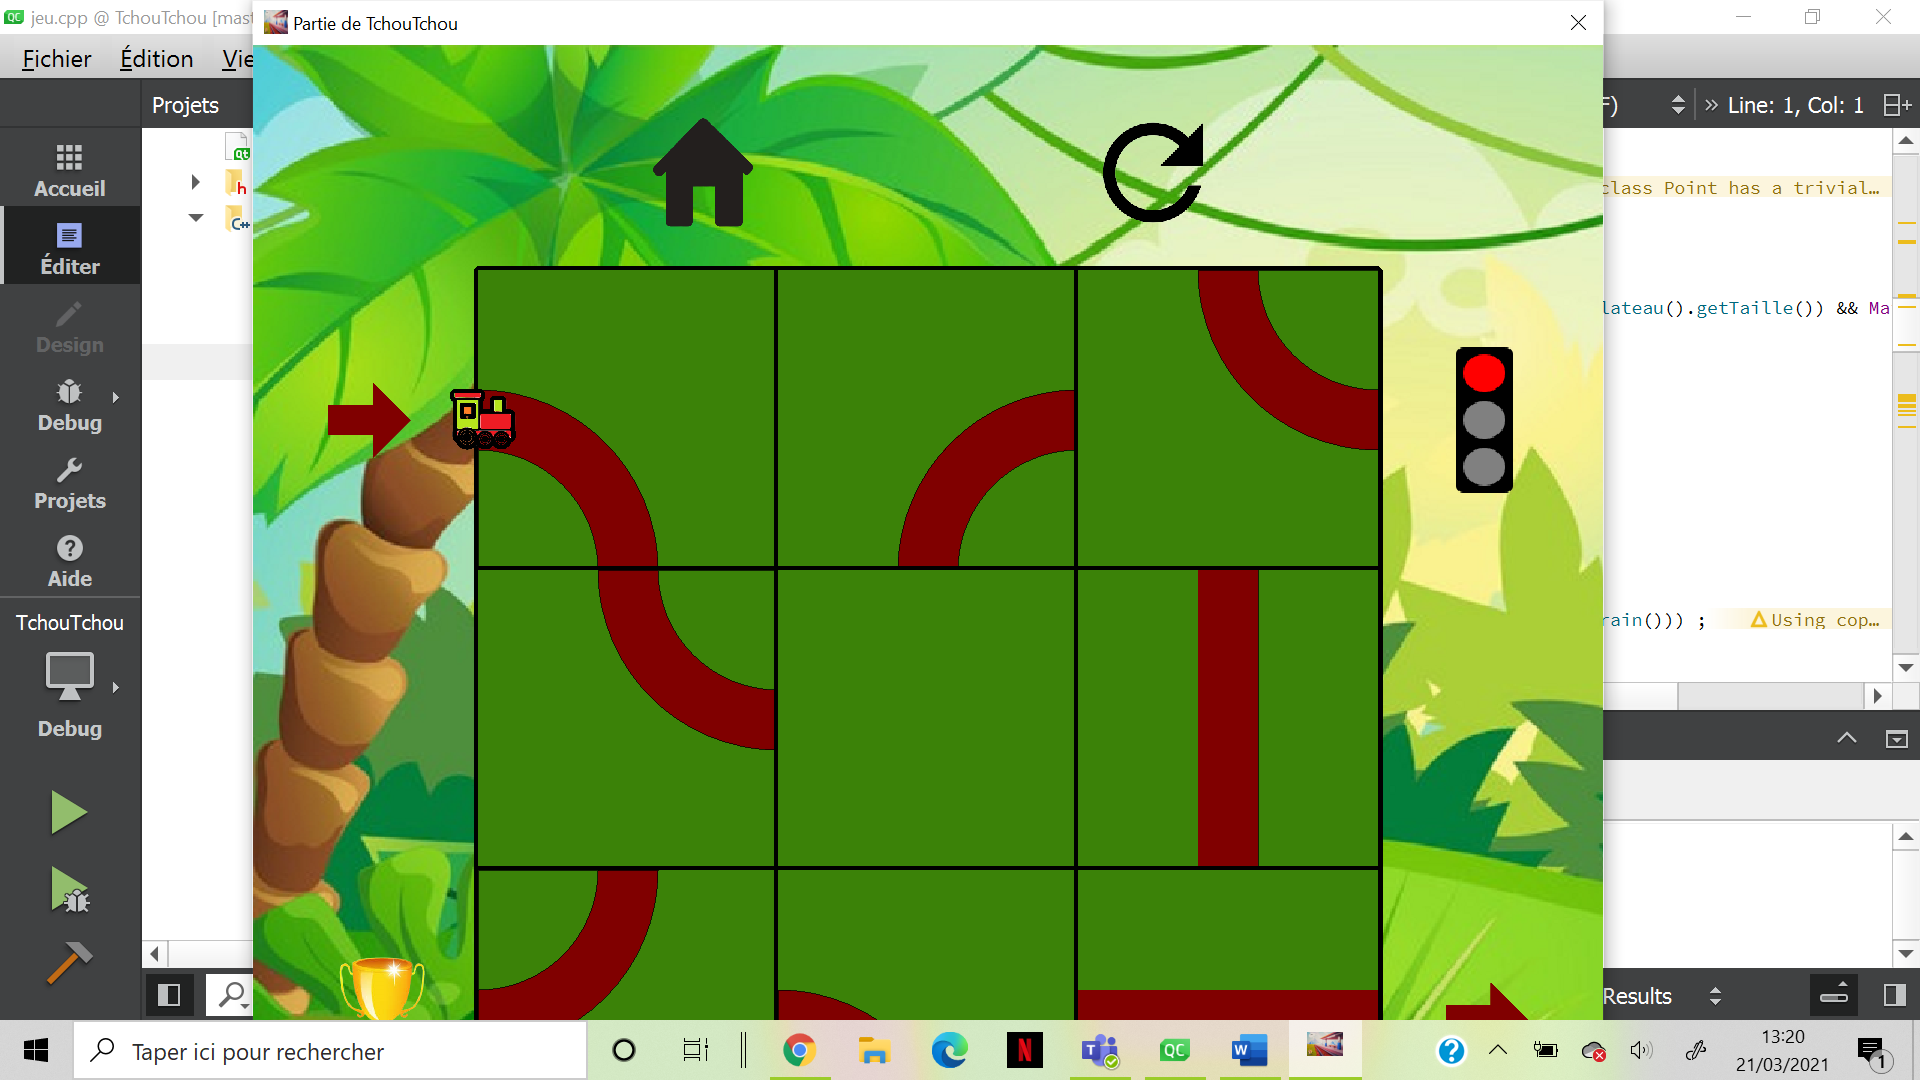 jeu.cpp @ TchouTchou [mas
Partie de TchouTchou
Fichier
Édition
Vie
Projets
Line: 1, Col: 1
Accueil
Éditer
Design
Debug
Projets
Aide
TchouTchou
Debug
h
C++
Qt
class Point has a trivial…
lateau().getTaille()) && Ma
rain())) ;
Using cop…
Results
Taper ici pour rechercher
13:20
21/03/2021
1